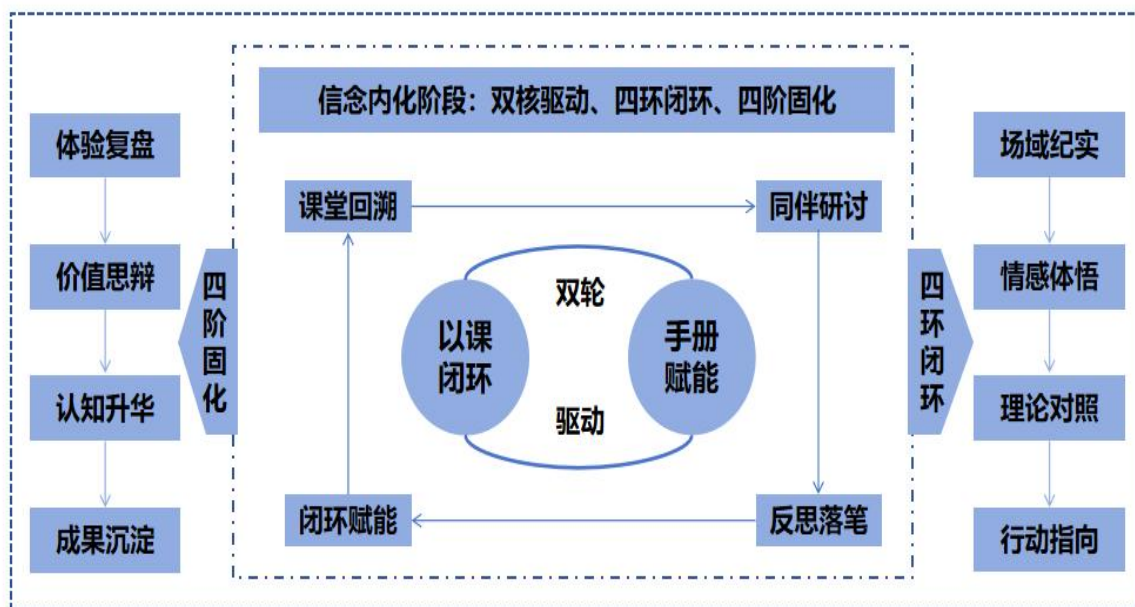 信念内化阶段：双核驱动、四环闭环、四阶固化
体验复盘
价值思辩
认知升华
成果沉淀
四
阶
固
化
课堂回溯
同伴研讨
双轮
以课
闭环
手册
赋能
驱动
闭环赋能
反思落笔
四
环
闭
环
场域纪实
情感体悟
理论对照
行动指向